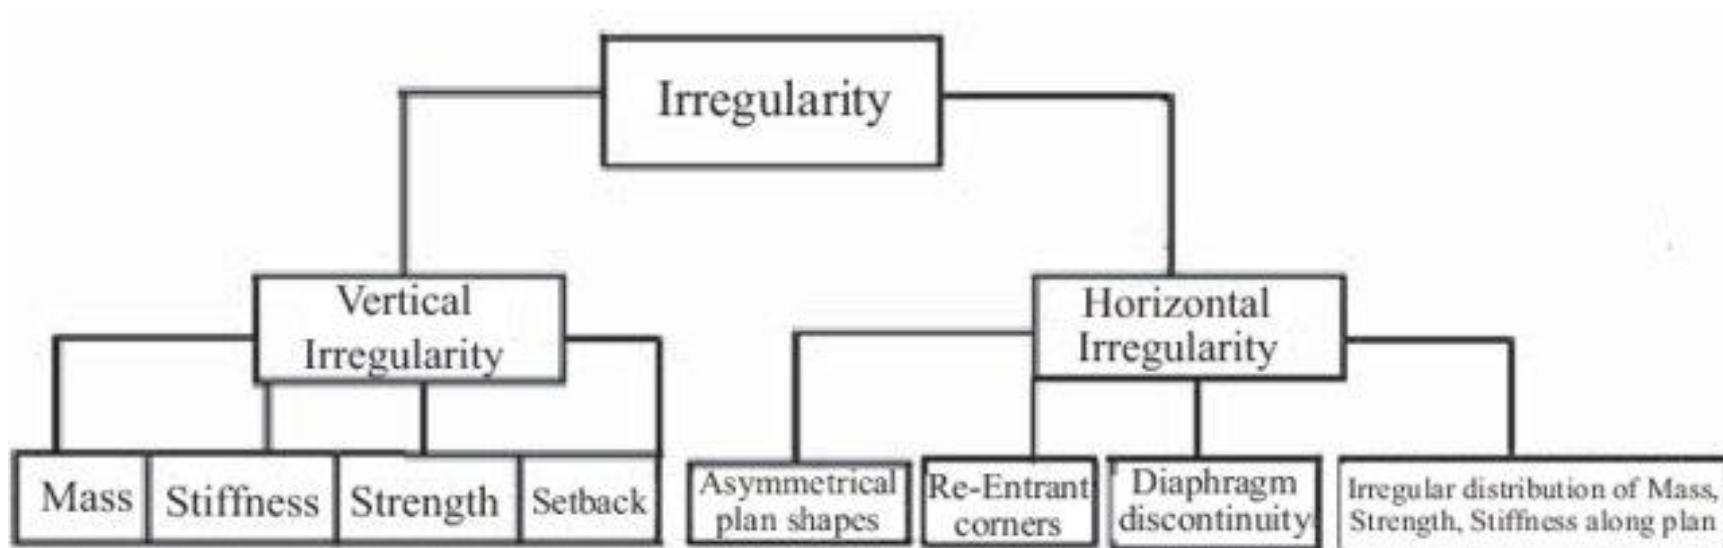 Irregularity
Vertical
Irregularity
Horizontal
Irregularity
Mass
Stiffness
Strength
Setback
Asymmetrical
plan shapes
Re-Entrant
corners
Diaphragm
discontinuity
Irregular distribution of Mass,
Strength, Stiffness along plan